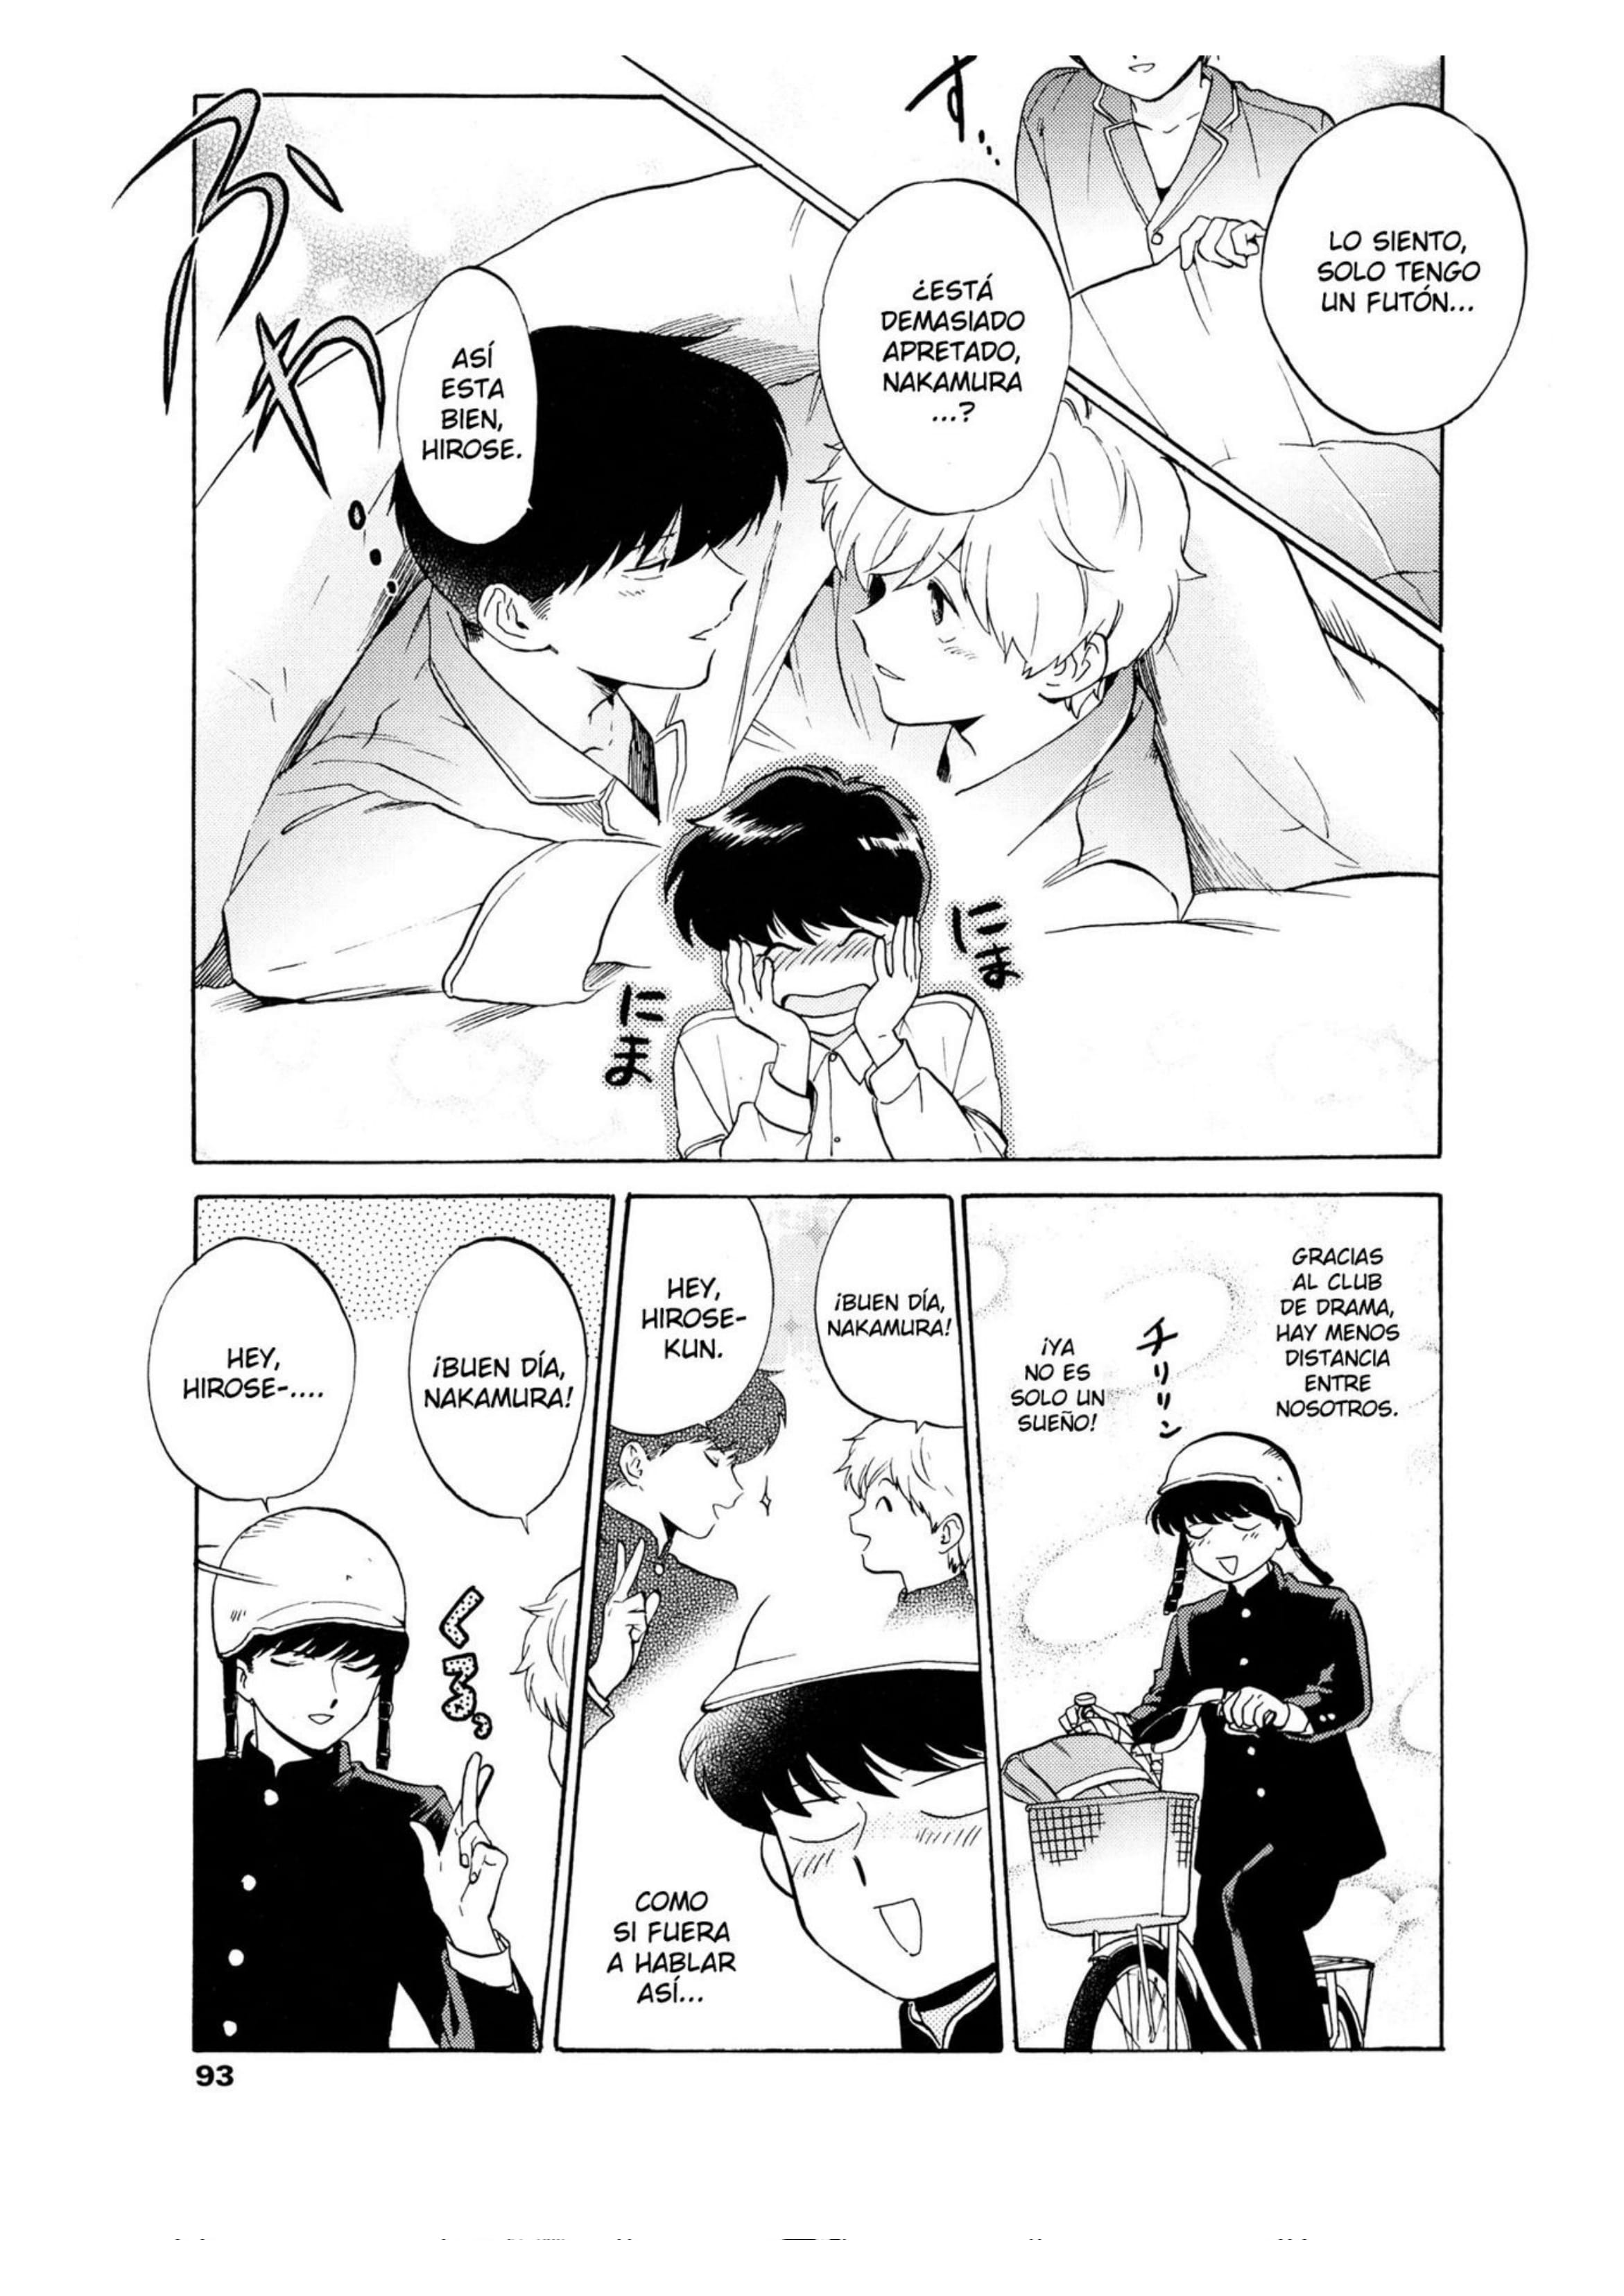 LO SIENTO,
SOLO TENGO
UN FUTÓN...
す...
¿ESTÁ
DEMASIADO
APRETADO,
NAKAMURA
...?
ASÍ
ESTA
BIEN,
HIROSE.
ふわ
にま
にま
GRACIAS
AL CLUB
DE DRAMA,
HAY MENOS
DISTANCIA
ENTRE
NOSOTROS.
チリリン
¡YA
NO ES
SOLO UN
SUEÑO!
¡BUEN DÍA,
NAKAMURA!
HEY,
HIROSE-
KUN.
COMO
SI FUERA
A HABLAR
ASÍ...
¡BUEN DÍA,
NAKAMURA!
HEY,
HIROSE-....
くるっ
93